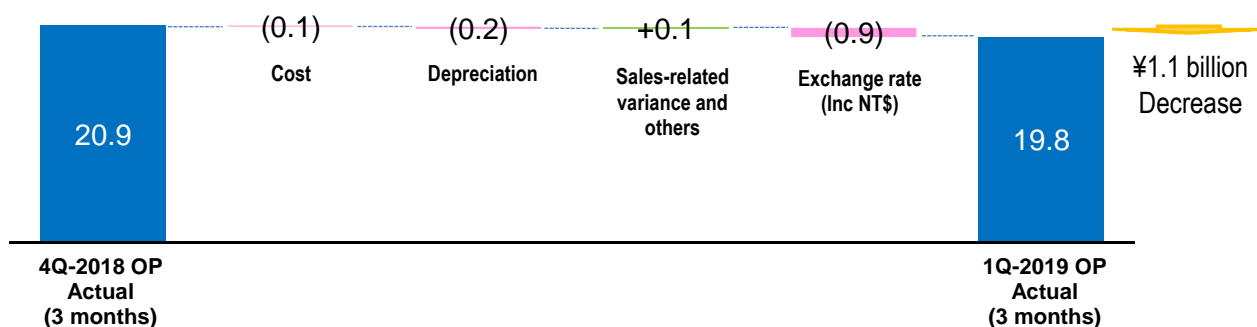 (0.1)
(0.2)
+0.1
(0.9)
Cost
Depreciation
Sales-related
variance and
others
Exchange rate
(Inc NT$)
¥1.1 billion
Decrease
20.9
19.8
4Q-2018 OP
Actual
(3 months)
1Q-2019 OP
Actual
(3 months)